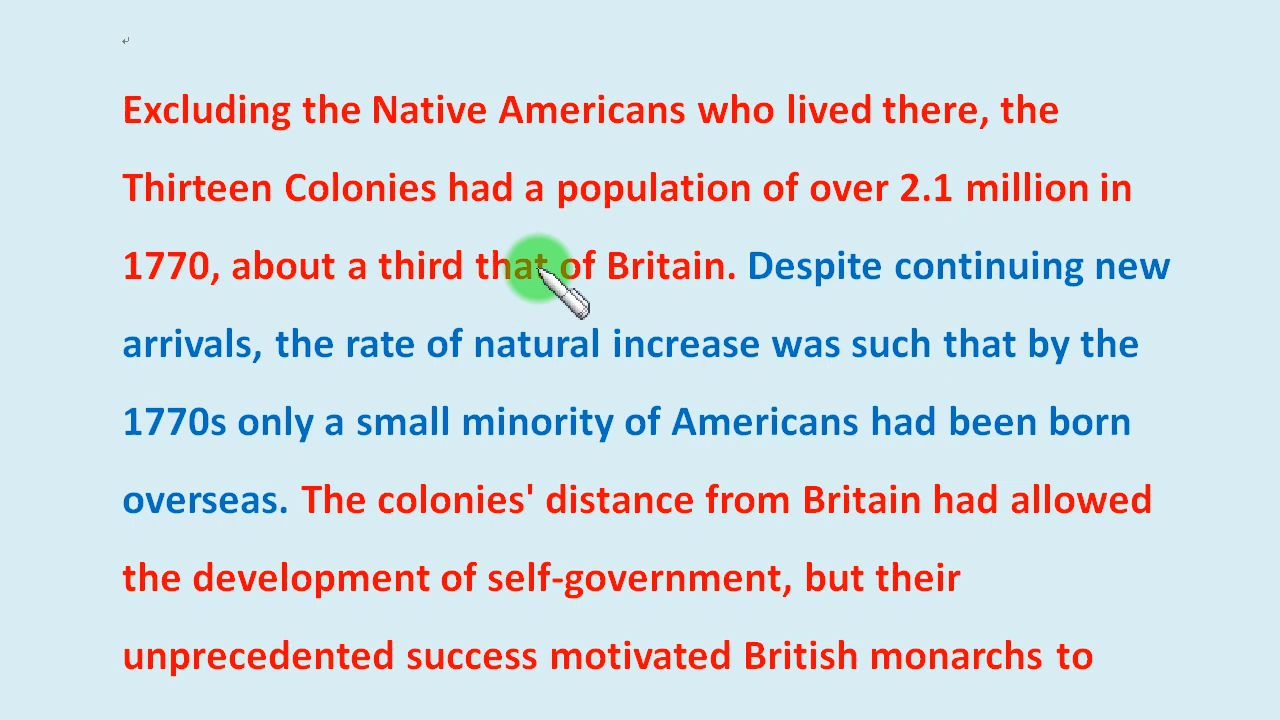 Excluding the Native Americans who lived there, the
Thirteen Colonies had a population of over 2.1 million in
1770, about a third that of Britain. Despite continuing new
arrivals, the rate of natural increase was such that by the
1770s only a small minority of Americans had been born
overseas. The colonies' distance from Britain had allowed
the development of self-government, but their
unprecedented success motivated British monarchs to